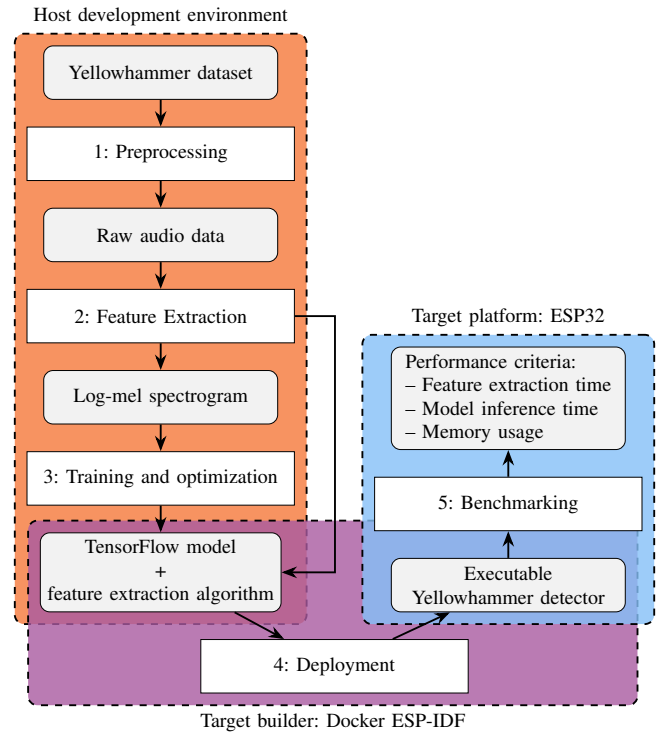 Host development environment
Yellowhammer dataset
1: Preprocessing
Raw audio data
2: Feature Extraction
Log-mel spectrogram
3: Training and optimization
TensorFlow model
+
feature extraction algorithm
4: Deployment
Target builder: Docker ESP-IDF
Target platform: ESP32
Performance criteria:
– Feature extraction time
– Model inference time
– Memory usage
5: Benchmarking
Executable
Yellowhammer detector